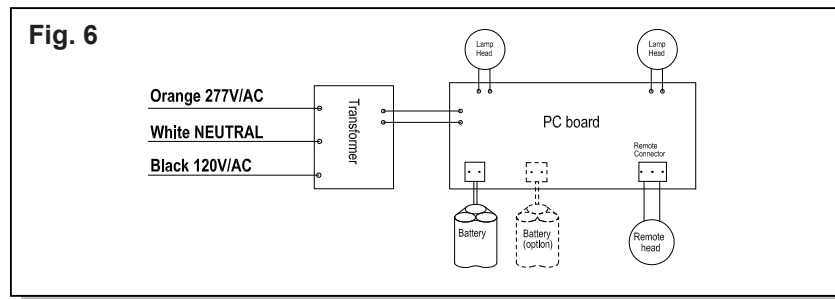 Fig. 6
Lamp
Head
Lamp
Head
Orange 277V/AC
White NEUTRAL
Black 120V/AC
Transformer
PC board
Remote
Connector
Battery
Battery
(option)
Remote
head